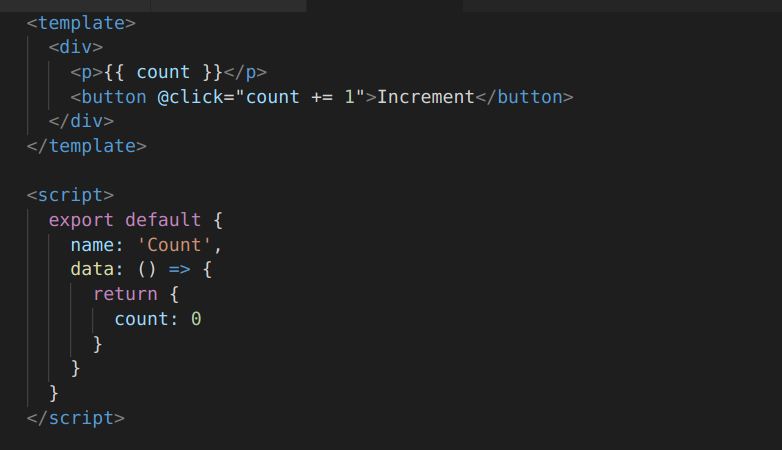 <template>
  <div>
    <p>{{ count }}</p>
    <button @click="count += 1">Increment</button>
  </div>
</template>

<script>
  export default {
    name: 'Count',
    data: () => {
      return {
        count: 0
      }
    }
  }
</script>